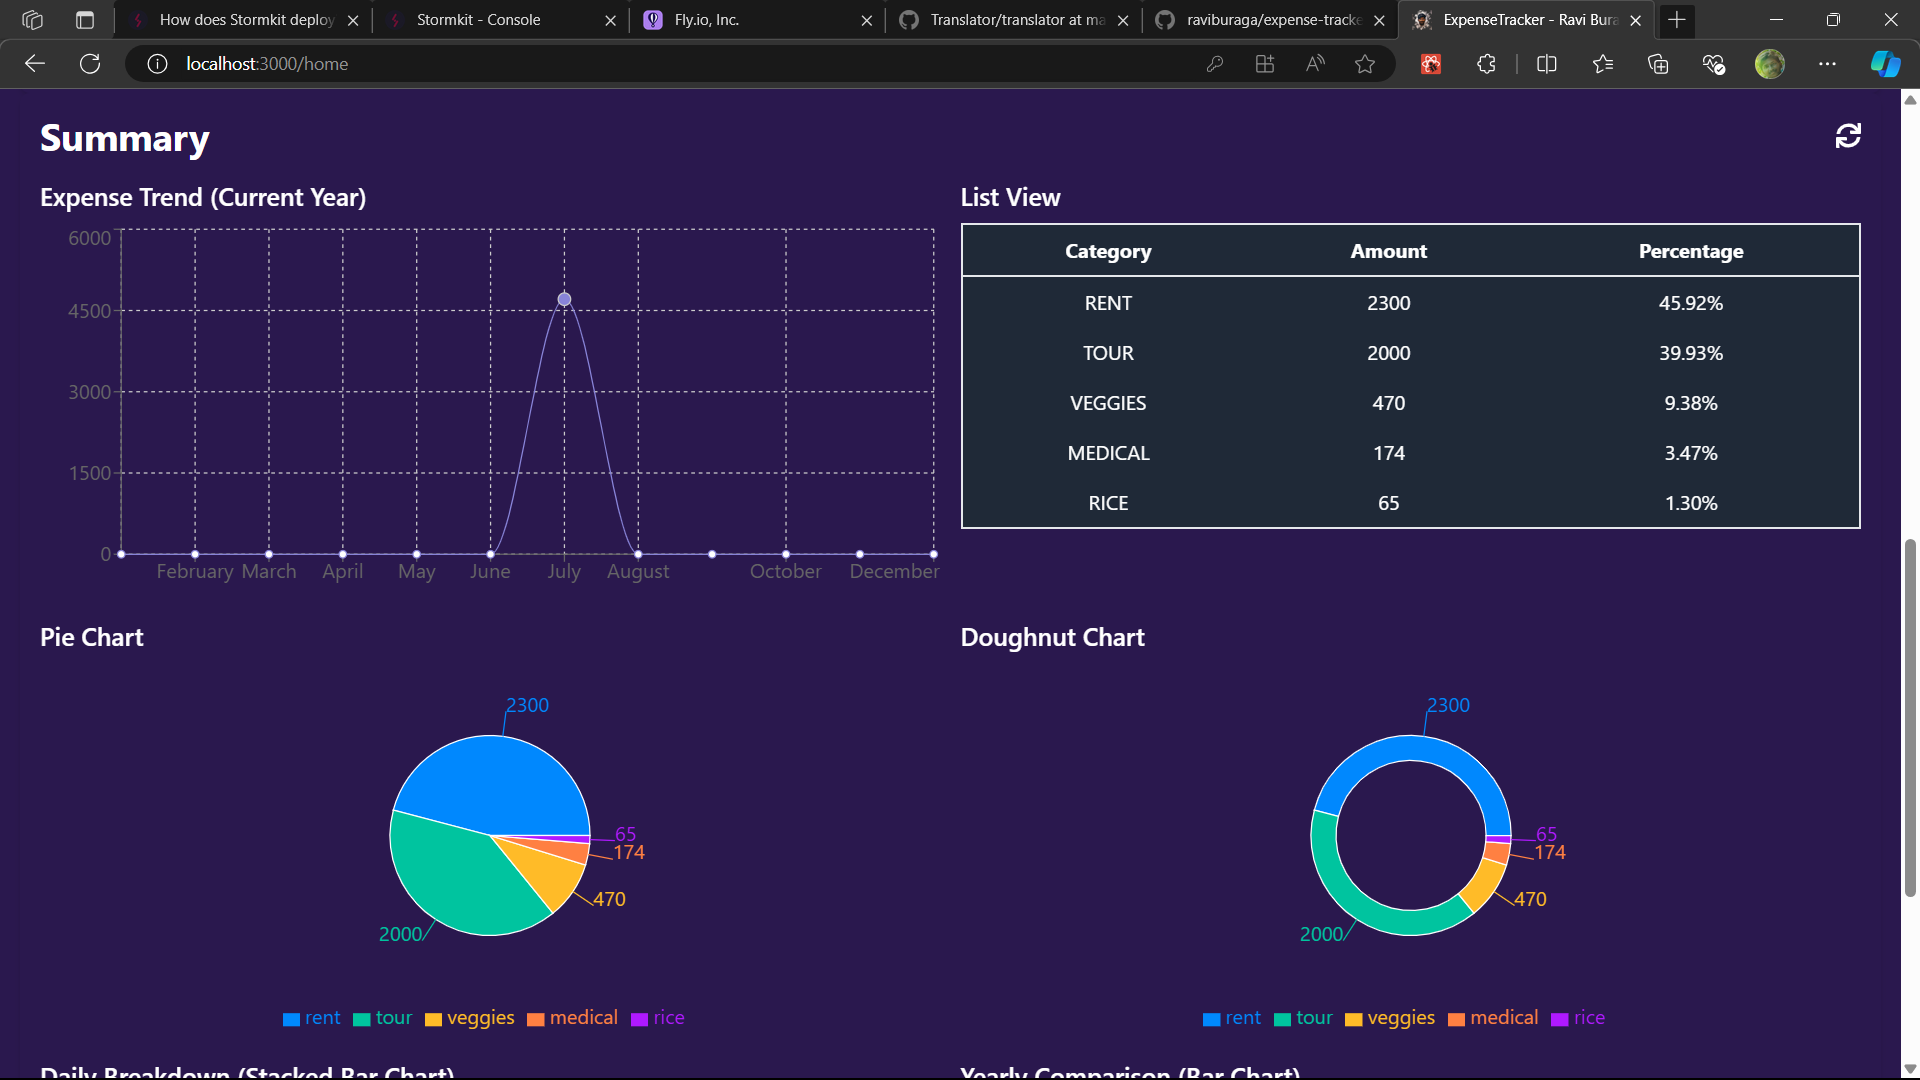 How does Stormkit deploy
Stormkit - Console
Fly.io, Inc.
Translator/translator at ma
raviburaga/expense-tracke
ExpenseTracker - Ravi Bura
localhost:3000/home
Summary
Expense Trend (Current Year)
6000
4500
3000
1500
0
February March April May June July August October December
List View
Category Amount Percentage
RENT 2300 45.92%
TOUR 2000 39.93%
VEGGIES 470 9.38%
MEDICAL 174 3.47%
RICE 65 1.30%
Pie Chart
2300
65
174
470
2000
rent tour veggies medical rice
Doughnut Chart
2300
65
174
470
2000
rent tour veggies medical rice
Daily Breakdown (Stacked Bar Chart)
Yearly Comparison (Bar Chart)